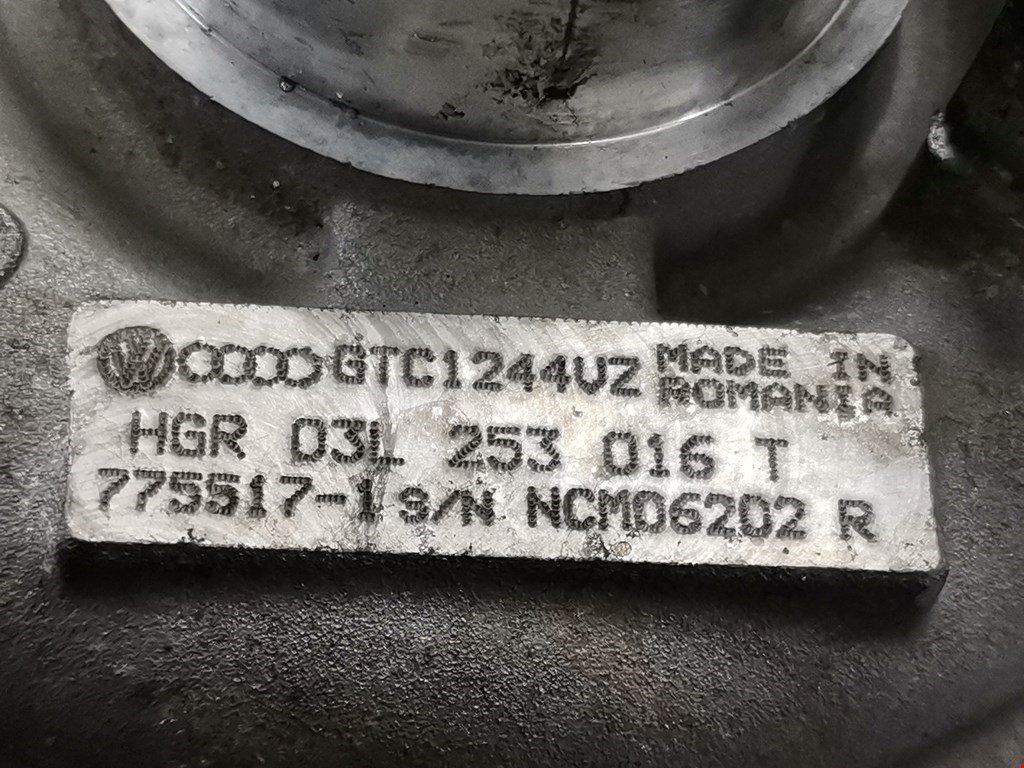 GTC1244VZ MADE IN ROMANIA
HGR 03L 253 016 T
775517-1 S/N NCM06202 R